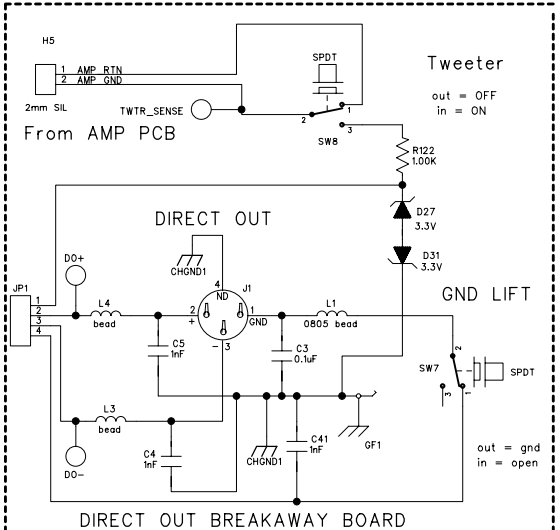 H5
1 AMP RTN
2 AMP GND
2mm SIL
From AMP PCB
TWTR_SENSE
SPDT
2
1
3
SW8
Tweeter
out = OFF
in = ON
R122
1.00K
D27
3.3V
D31
3.3V
DIRECT OUT
CHGND1
DO+
JP1
1
2
3
4
L4
bead
4
ND
J1
2
+
1
GND
-
3
L1
0805 bead
GND LIFT
C5
1nF
C3
0.1uF
2
SW7
3
1
SPDT
L3
bead
DO-
C4
1nF
CHGND1
C41
1nF
GF1
out = gnd
in = open
DIRECT OUT BREAKAWAY BOARD